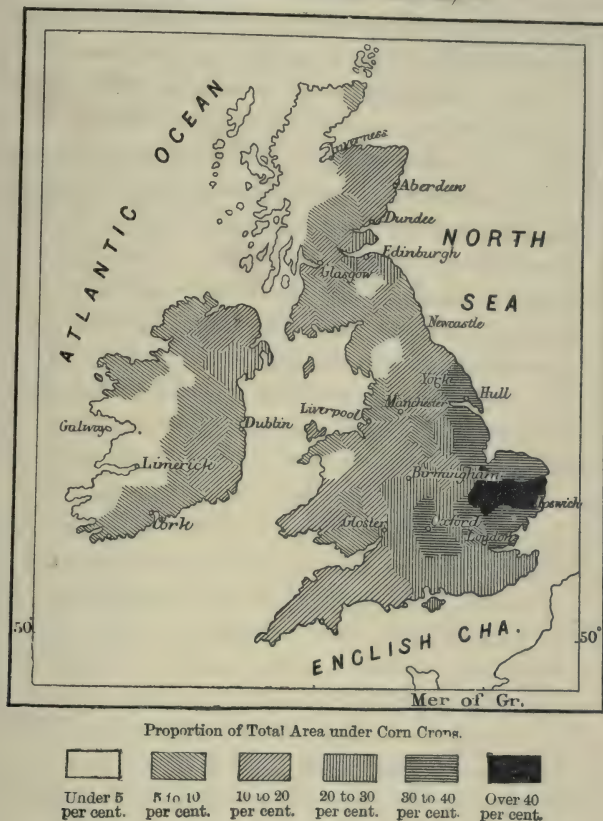 ATLANTIC OCEAN
Inverness
Aberdeen
Dundee
NORTH
Edinburgh
Glasgow
SEA
Newcastle
York
Hull
Manchester
Liverpool
Galway
Dublin
Limerick
Birmingham
Ipswich
Cork
Gloster
Oxford
London
50
50°
ENGLISH CHA.
Mer of Gr.
Proportion of Total Area under Corn Crops.
Under 5 per cent.
5 to 10 per cent.
10 to 20 per cent.
20 to 30 per cent.
30 to 40 per cent.
Over 40 per cent.